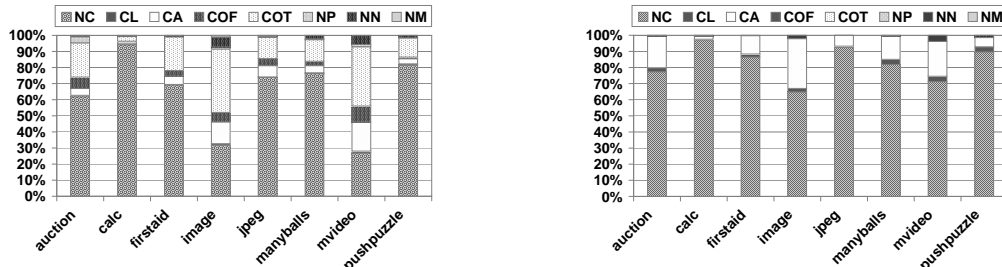 NC CL CA COF COT NP NN NM
100%
90%
80%
70%
60%
50%
40%
30%
20%
10%
0%
auction
calc
firstaid
image
jpeg
manyballs
mvideo
pushpuzzle
NC CL CA COF COT NP NN NM
100%
90%
80%
70%
60%
50%
40%
30%
20%
10%
0%
auction
calc
firstaid
image
jpeg
manyballs
mvideo
pushpuzzle